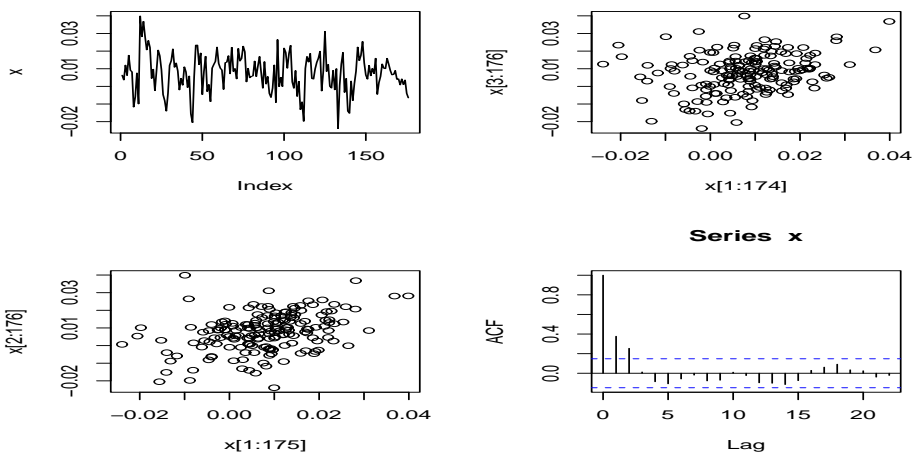 x
0.03
0.01
-0.02
0 50 100 150
Index
x[3:176]
0.03
0.01
-0.02
-0.02 0.00 0.02 0.04
x[1:174]
x[2:176]
0.03
0.01
-0.02
-0.02 0.00 0.02 0.04
x[1:175]
Series x
ACF
0.8
0.4
0.0
0 5 10 15 20
Lag